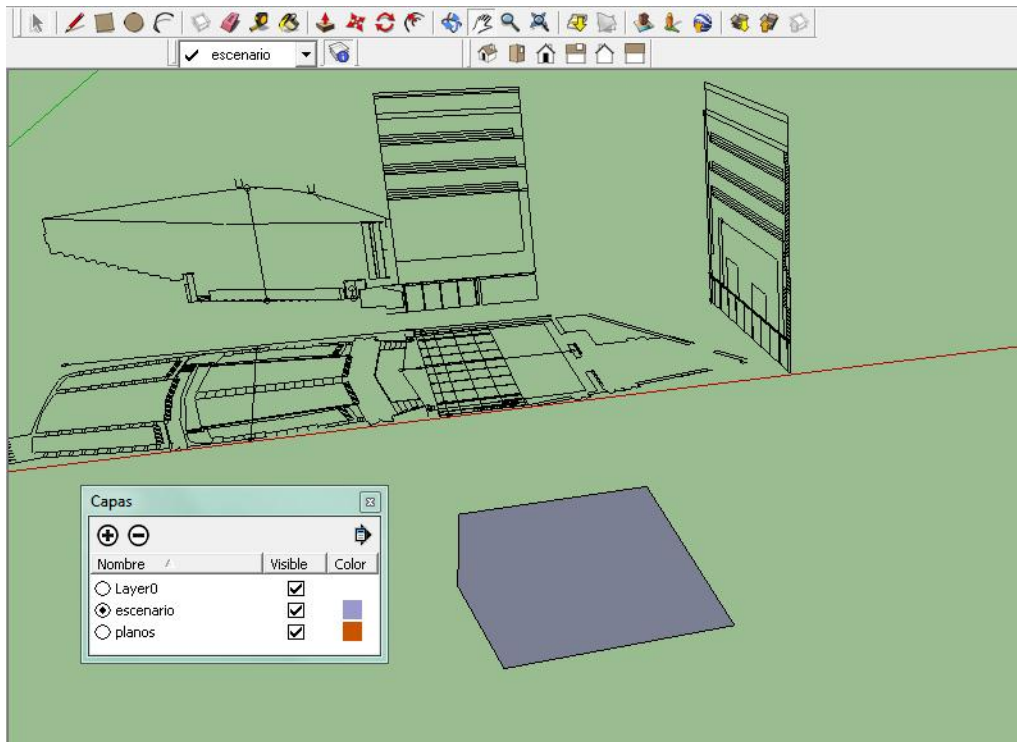 escenario
Capas
Nombre Visible Color
Layer0
escenario
planos